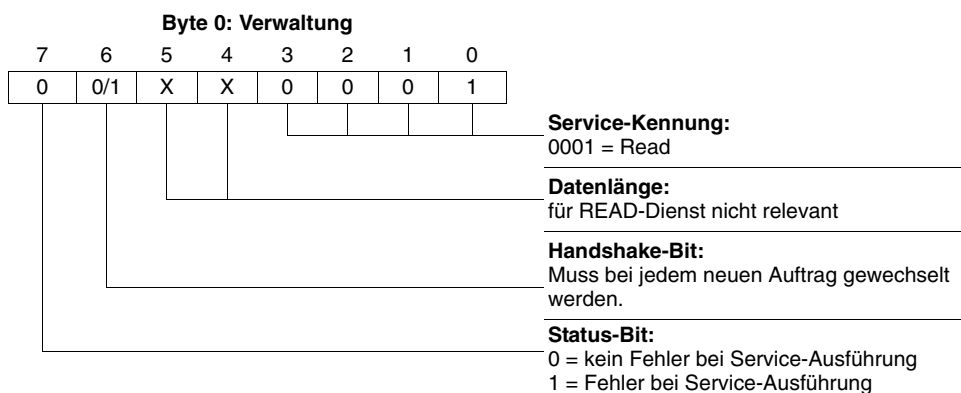 Byte 0: Verwaltung
7 6 5 4 3 2 1 0
0 0/1 X X 0 0 0 1
Service-Kennung:
0001 = Read
Datenlänge:
für READ-Dienst nicht relevant
Handshake-Bit:
Muss bei jedem neuen Auftrag gewechselt
werden.
Status-Bit:
0 = kein Fehler bei Service-Ausführung
1 = Fehler bei Service-Ausführung